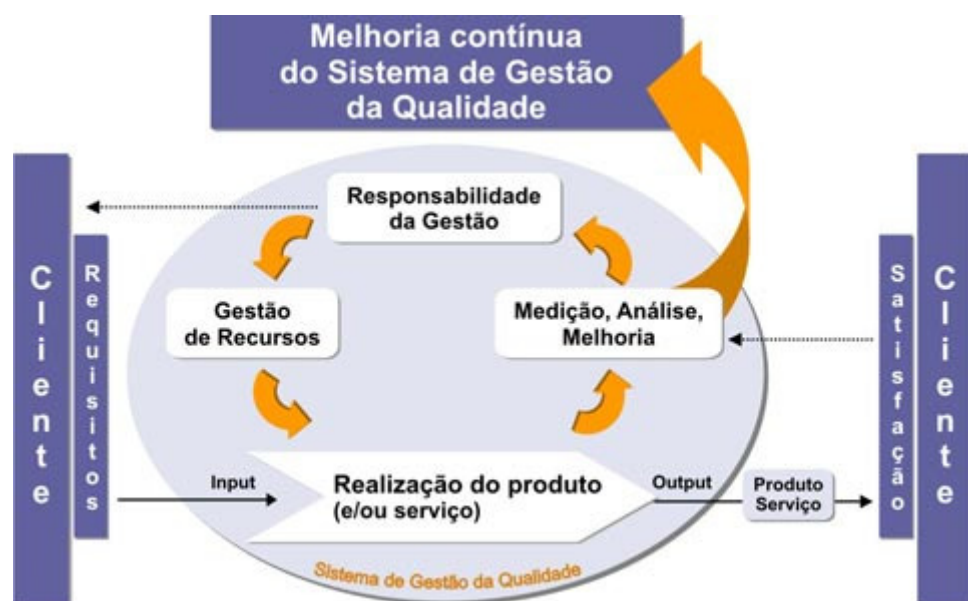 Melhoria contínua
do Sistema de Gestão
da Qualidade
Responsabilidade
da Gestão
Cliente
Requisitos
Gestão
de Recursos
Medição, Análise,
Melhoria
Satisfação
Cliente
Input
Realização do produto
(e/ou serviço)
Output
Produto
Serviço
Sistema de Gestão da Qualidade